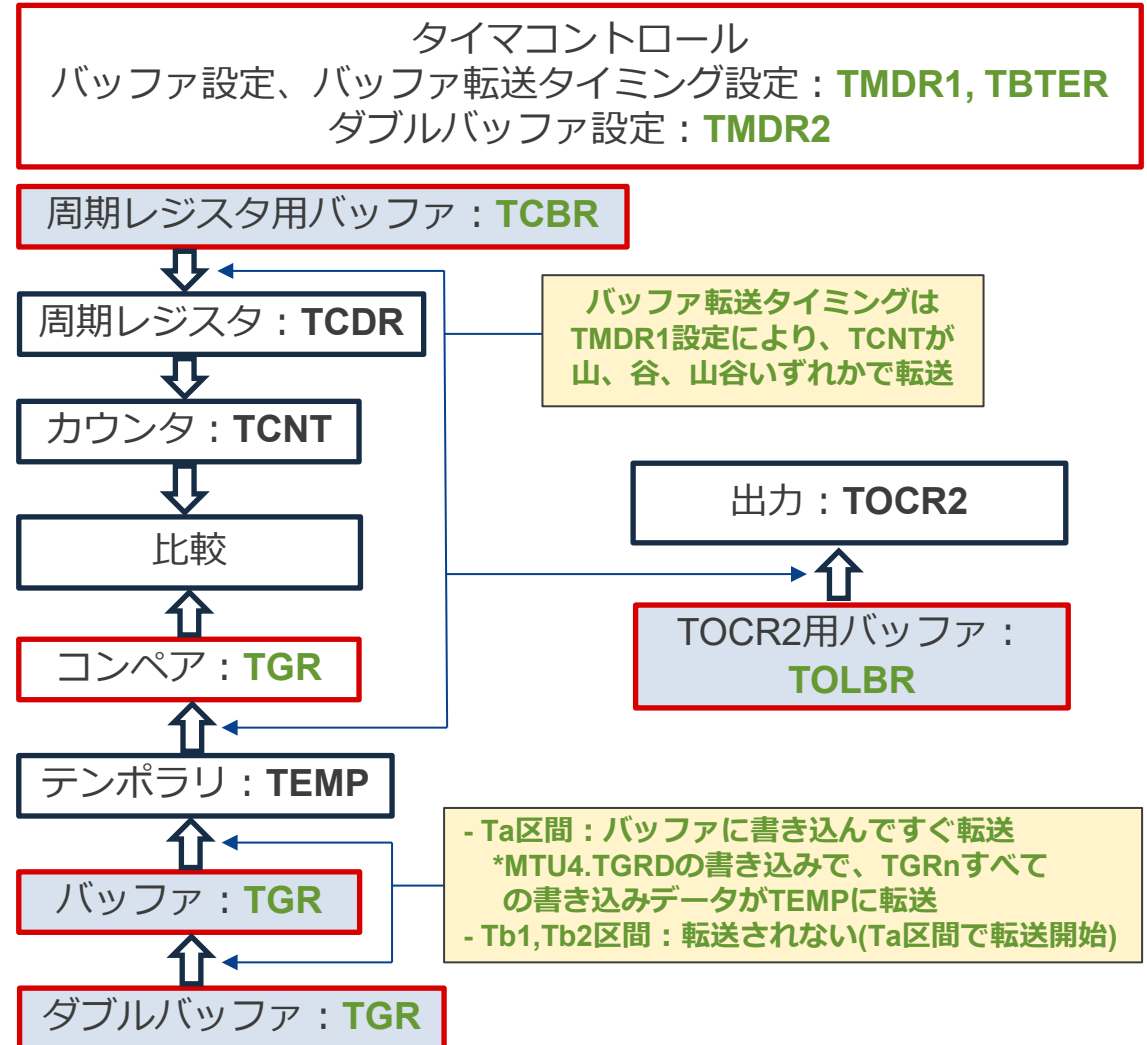 タイマコントロール
バッファ設定、バッファ転送タイミング設定：TMDR1, TBTER
ダブルバッファ設定：TMDR2
周期レジスタ用バッファ：TCBR
周期レジスタ：TCDR
バッファ転送タイミングは
TMDR1設定により、TCNTが
山、谷、山谷いずれかで転送
カウンタ：TCNT
出力：TOCR2
比較
TOCR2用バッファ：
TOLBR
コンペア：TGR
テンポラリ：TEMP
- Ta区間：バッファに書き込んですぐ転送
*MTU4.TGRDの書き込みで、TGRnすべて
の書き込みデータがTEMPに転送
- Tb1,Tb2区間：転送されない(Ta区間で転送開始)
バッファ：TGR
ダブルバッファ：TGR